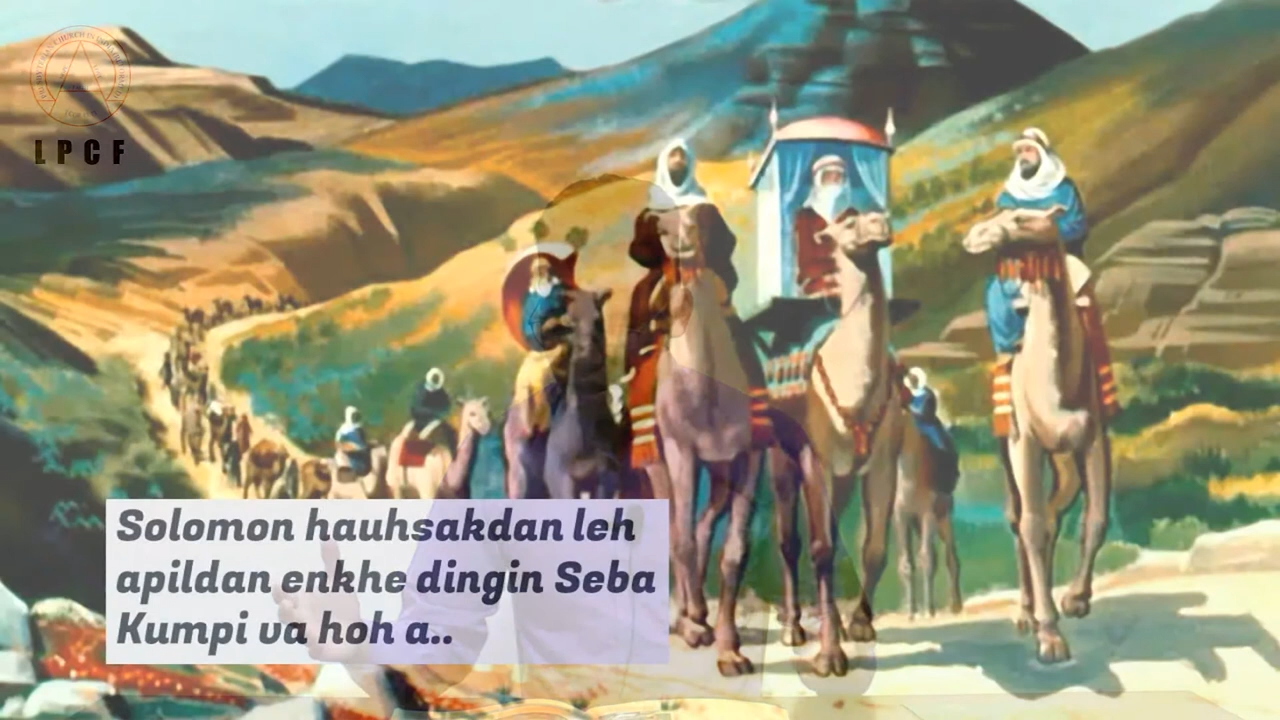 LPCF
Solomon hauhsakdan leh
apildan enkhe dingin Seba
Kumpi va hoh a..